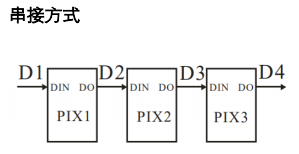 串接方式
D1 D2 D3 D4
DIN DO DIN DO DIN DO
PIX1 PIX2 PIX3